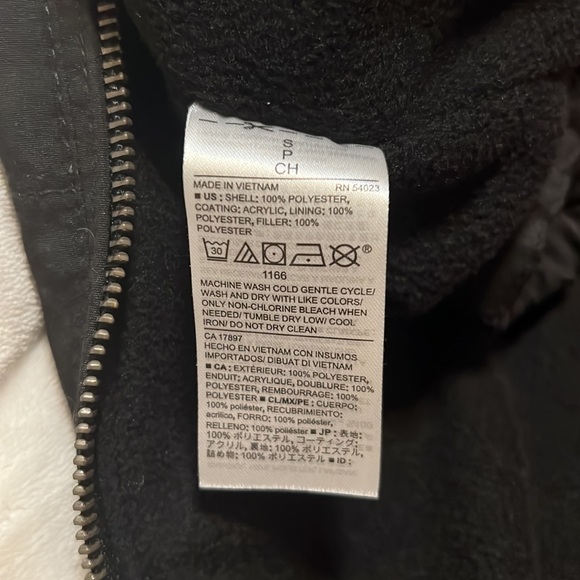 S
P
CH
MADE IN VIETNAM RN 54023
■ US : SHELL: 100% POLYESTER,
COATING: ACRYLIC, LINING: 100%
POLYESTER, FILLER: 100%
POLYESTER
30 ®
1166
MACHINE WASH COLD GENTLE CYCLE/
WASH AND DRY WITH LIKE COLORS/
ONLY NON-CHLORINE BLEACH WHEN
NEEDED/ TUMBLE DRY LOW/ COOL
IRON/ DO NOT DRY CLEAN
CA 17897
HECHO EN VIETNAM CON INSUMOS
IMPORTADOS/ DIBUAT DI VIETNAM
■ CA : EXTÉRIEUR: 100% POLYESTER,
ENDUIT: ACRYLIQUE, DOUBLURE: 100%
POLYESTER, REMBOURRAGE: 100%
POLYESTER ■ CL/MX/PE : CUERPO:
100% poliéster, RECUBRIMIENTO:
acrílico, FORRO: 100% poliéster,
RELLENO: 100% poliéster ■ JP : 表地:
100% ポリエステル, コーティング:
アクリル, 裏地: 100% ポリエステル,
詰め物: 100% ポリエステル ■ ID :